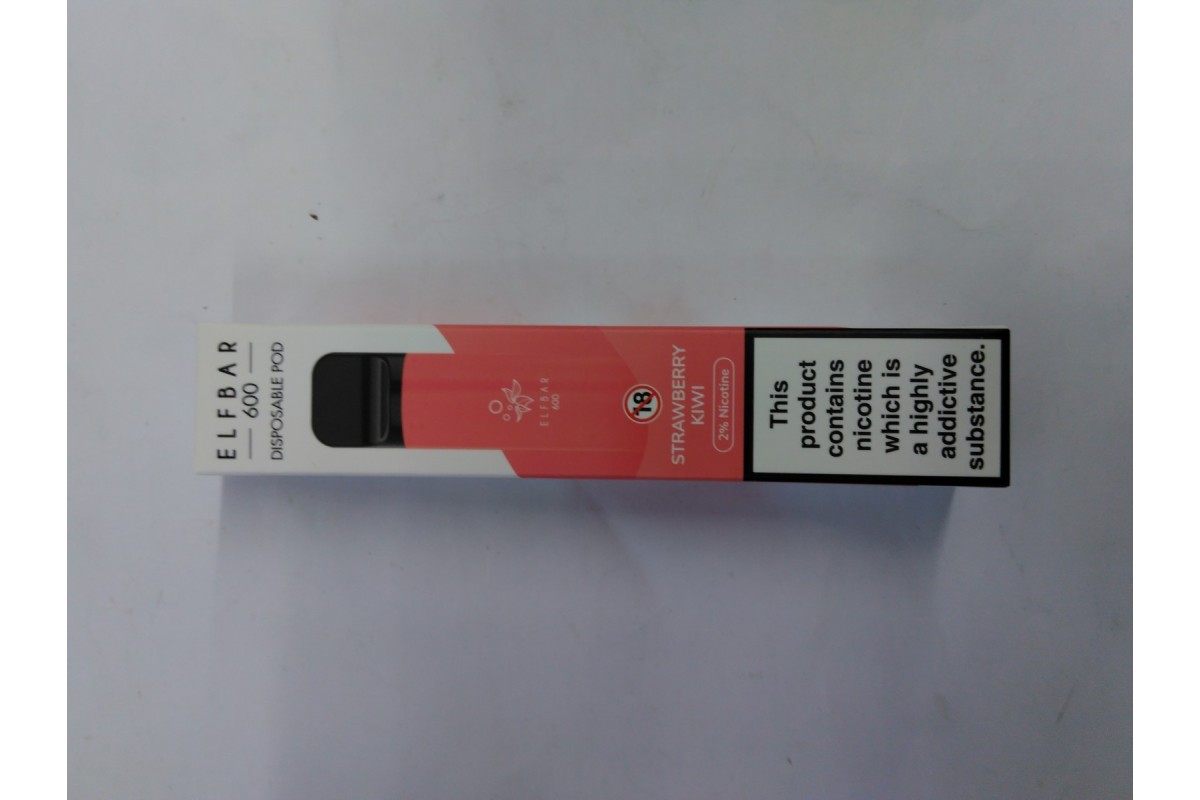 ELFBAR
600
DISPOSABLE POD
ELFBAR
600
18
STRAWBERRY
KIWI
2% Nicotine
This
product
contains
nicotine
which is
a highly
addictive
substance.